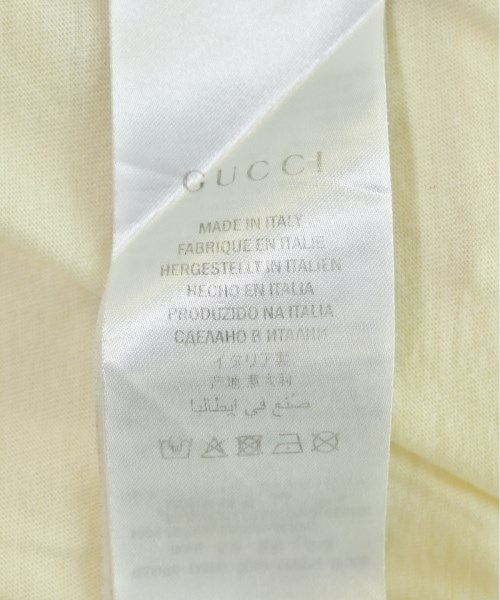 GUCCI
MADE IN ITALY
FABRIQUE EN ITALIE
HERGESTELLT IN ITALIEN
HECHO EN ITALIA
PRODUZIDO NA ITALIA
СДЕЛАНО В ИТАЛИИ
イタリア製
产地 意大利
صنع في ايطاليا